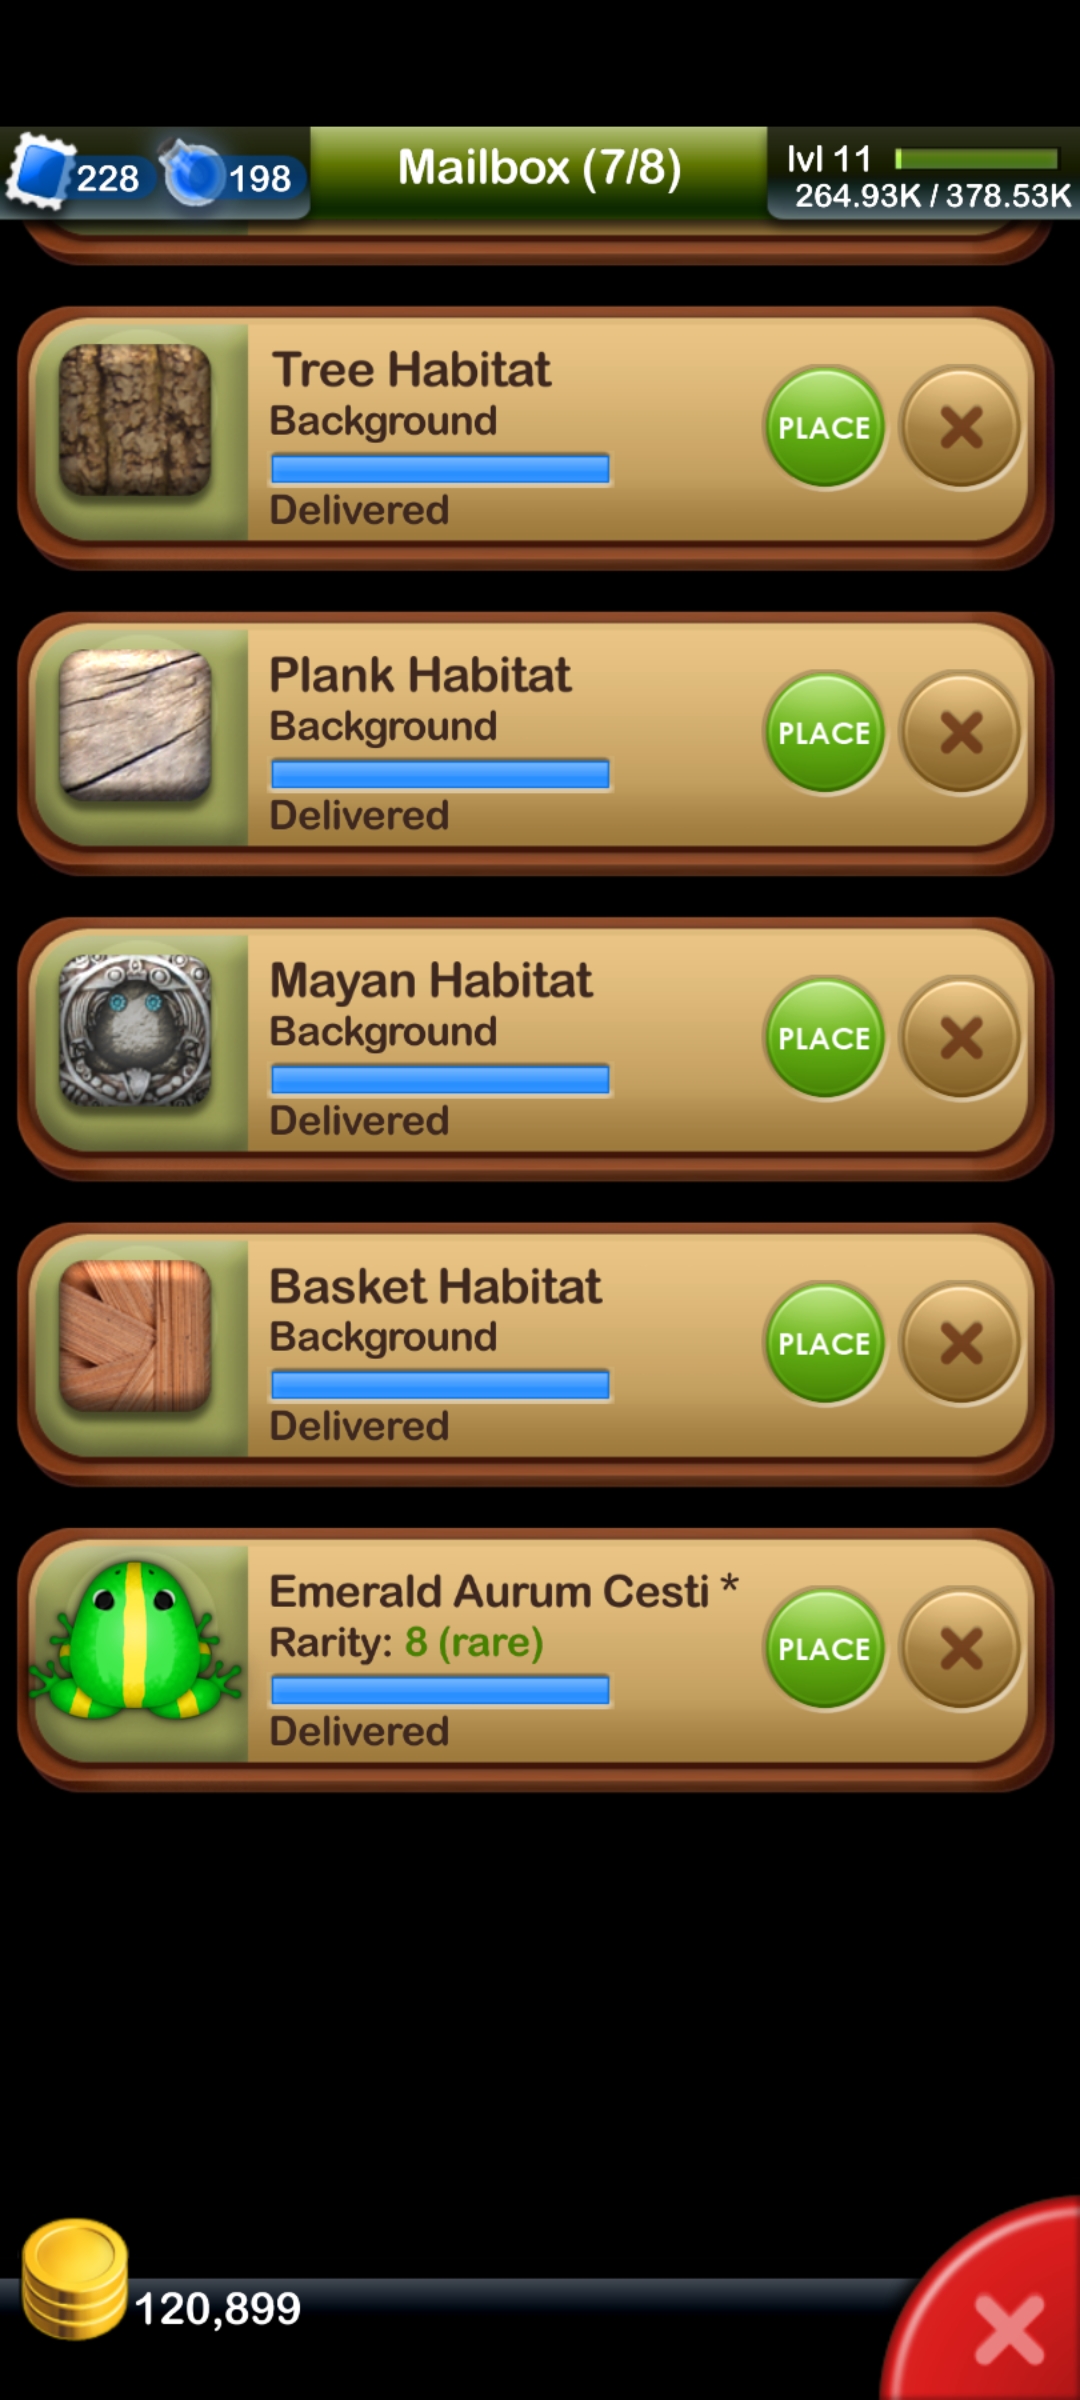 228 198 Mailbox (7/8) lvl 11
264.93K / 378.53K
Tree Habitat
Background
Delivered
PLACE
Plank Habitat
Background
Delivered
PLACE
Mayan Habitat
Background
Delivered
PLACE
Basket Habitat
Background
Delivered
PLACE
Emerald Aurum Cesti *
Rarity: 8 (rare)
Delivered
PLACE
120,899